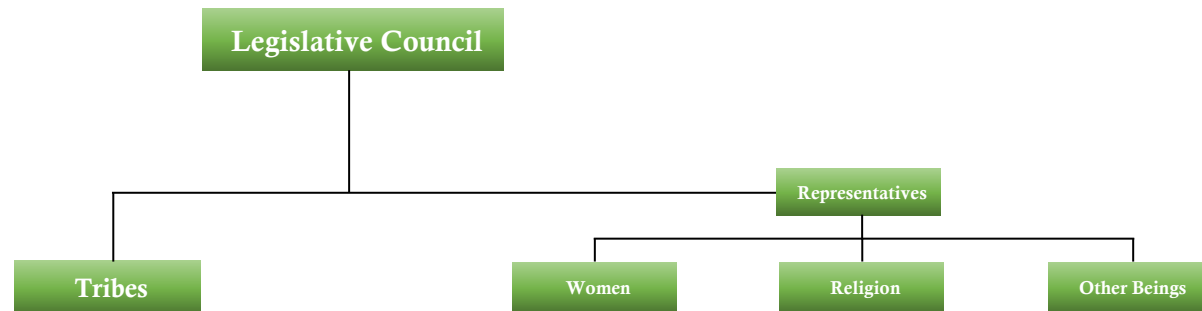 Legislative Council
Representatives
Tribes
Women
Religion
Other Beings